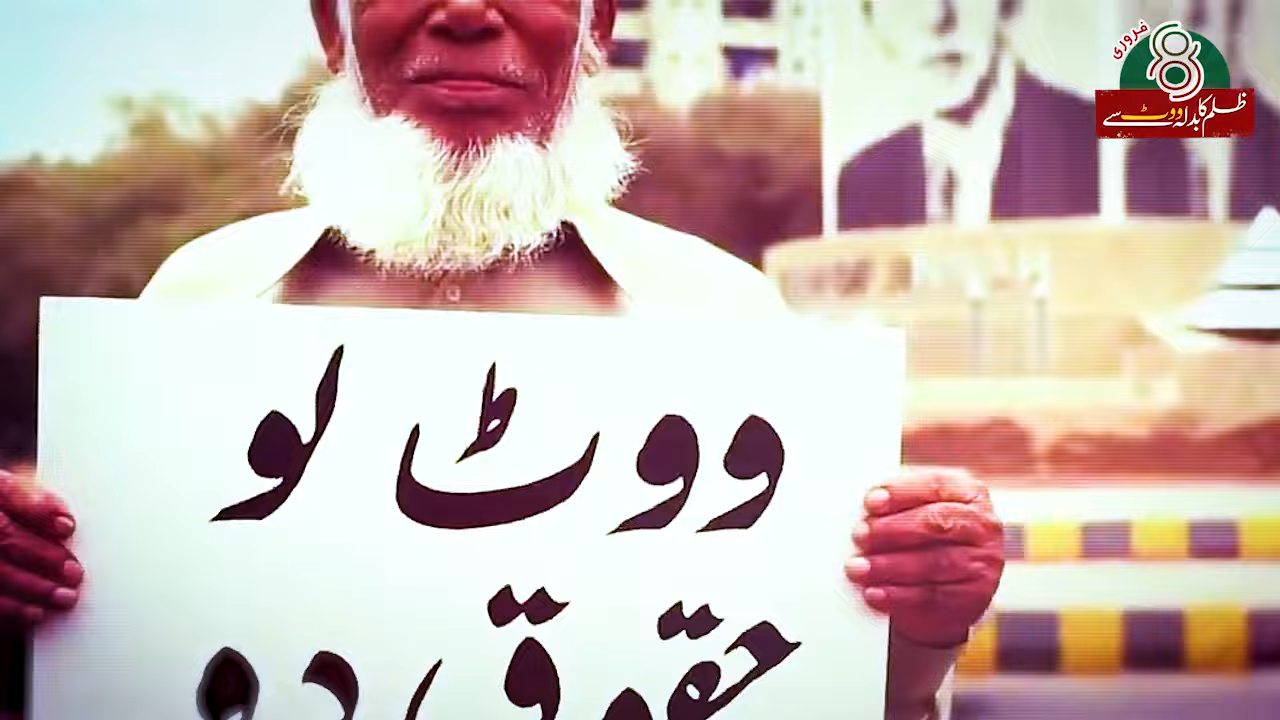 8 فروری
ظلم کا بدلہ ووٹ سے
ووٹ لو
حقوق دو